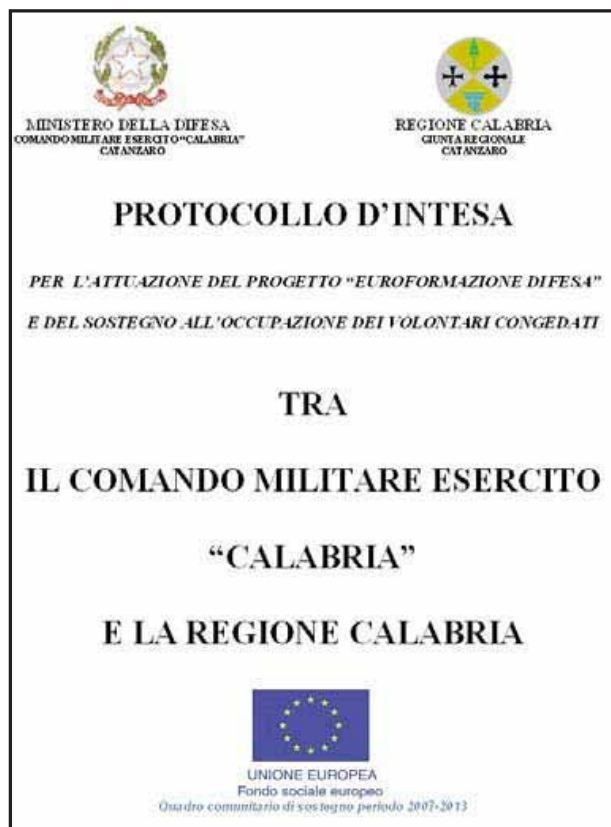 MINISTERO DELLA DIFESA
COMANDO MILITARE ESERCITO "CALABRIA"
CATANZARO
REGIONE CALABRIA
GIUNTA REGIONALE
CATANZARO
PROTOCOLLO D'INTESA
PER L'ATTUAZIONE DEL PROGETTO "EUROFORMAZIONE DIFESA"
E DEL SOSTEGNO ALL'OCCUPAZIONE DEI VOLONTARI CONGEDATI
TRA
IL COMANDO MILITARE ESERCITO
"CALABRIA"
E LA REGIONE CALABRIA
UNIONE EUROPEA
Fondo sociale europeo
Quadro comunitario di sostegno periodo 2007-2013